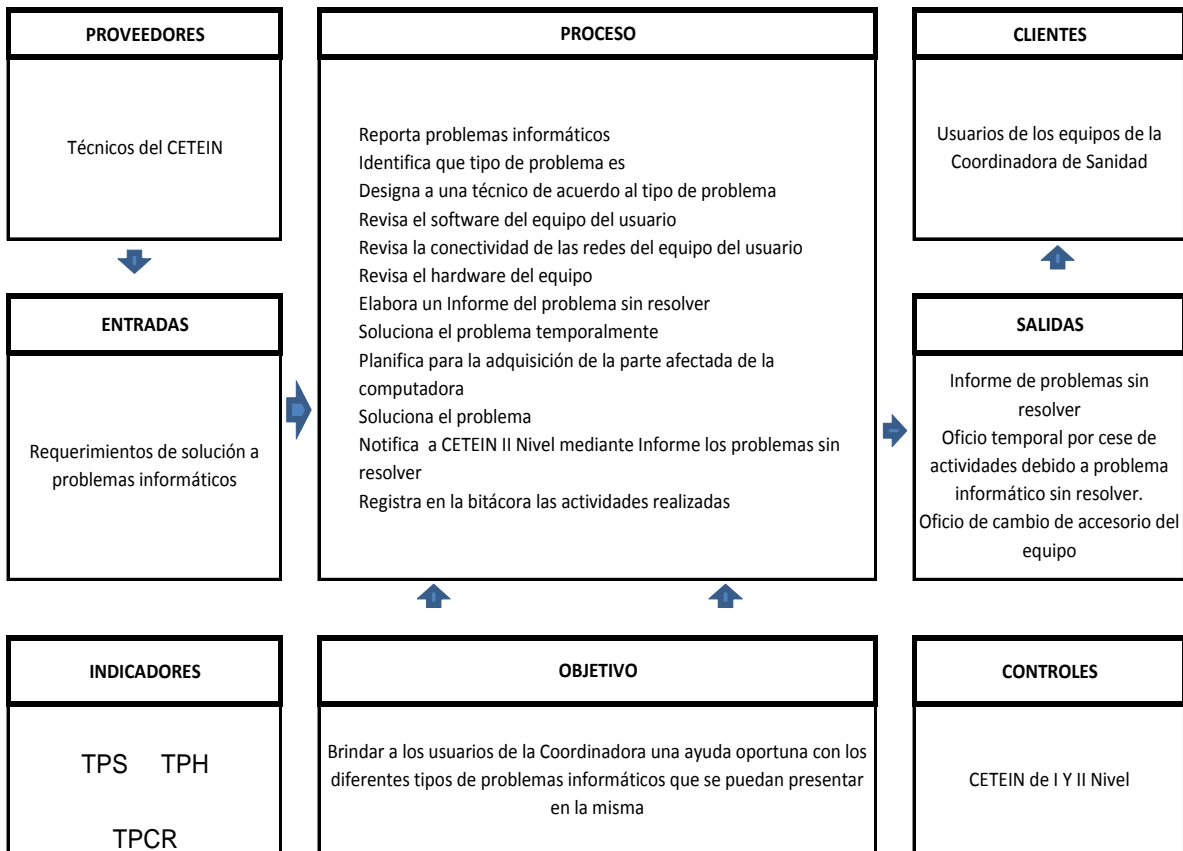 PROVEEDORES
Técnicos del CETEIN
ENTRADAS
Requerimientos de solución a
problemas informáticos
PROCESO
Reporta problemas informáticos
Identifica que tipo de problema es
Designa a una técnico de acuerdo al tipo de problema
Revisa el software del equipo del usuario
Revisa la conectividad de las redes del equipo del usuario
Revisa el hardware del equipo
Elabora un Informe del problema sin resolver
Soluciona el problema temporalmente
Planifica para la adquisición de la parte afectada de la
computadora
Soluciona el problema
Notifica a CETEIN II Nivel mediante Informe los problemas sin
resolver
Registra en la bitácora las actividades realizadas
CLIENTES
Usuarios de los equipos de la
Coordinadora de Sanidad
SALIDAS
Informe de problemas sin
resolver
Oficio temporal por cese de
actividades debido a problema
informático sin resolver.
Oficio de cambio de accesorio del
equipo
INDICADORES
TPS TPH
TPCR
OBJETIVO
Brindar a los usuarios de la Coordinadora una ayuda oportuna con los
diferentes tipos de problemas informáticos que se puedan presentar
en la misma
CONTROLES
CETEIN de I Y II Nivel